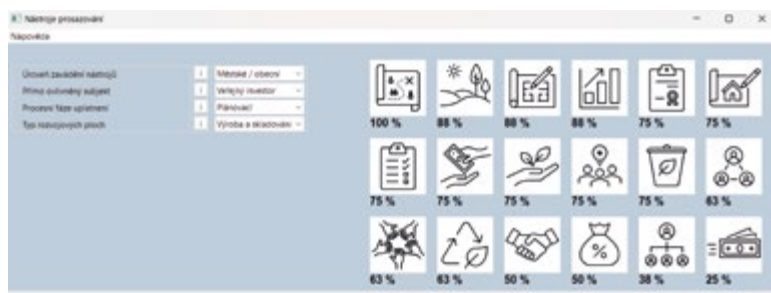 Nástroje prosazování
Nápověda
Úroveň zavádění nástrojů i Městské / obecní
Přímo ovlivněný subjekt i Veřejný investor
Procesní fáze uplatnění i Plánovací
Typ rozvojových ploch i Výroba a skladování
100 % 88 % 88 % 88 % 75 % 75 %
75 % 75 % 75 % 75 % 75 % 63 %
63 % 63 % 50 % 50 % 38 % 25 %